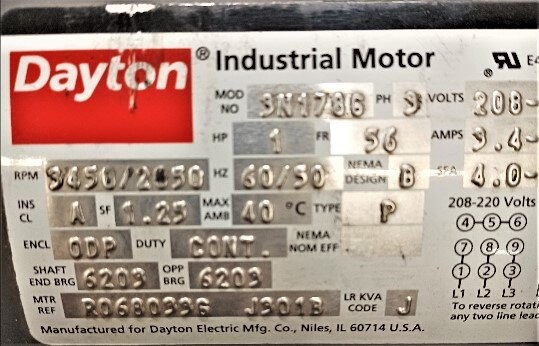 Dayton® Industrial Motor
MOD NO 3N1786 PH 3 VOLTS 208-
HP 1 FR 56 AMPS 3.4-
RPM 3450/2850 HZ 60/50 NEMA DESIGN B SFA 4.0-
INS CL A SF 1.25 MAX AMB 40 °C TYPE P
208-220 Volts
ENCL ODP DUTY CONT. NEMA NOM EFF
4 5 6
7 8 9
1 2 3
L1 L2 L3
SHAFT END BRG 6203 OPP BRG 6203
MTR REF J301B LR KVA CODE J
To reverse rotati
any two line lead
Manufactured for Dayton Electric Mfg. Co., Niles, IL 60714 U.S.A.